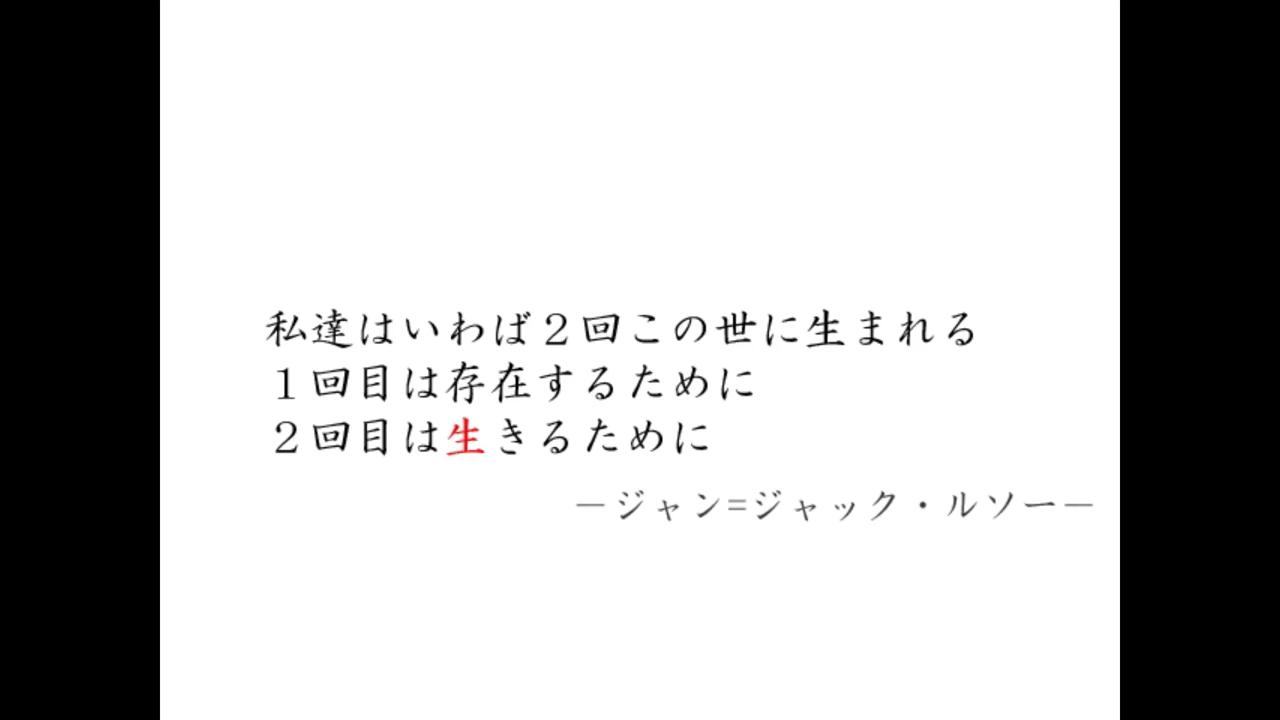 私達はいわば２回この世に生まれる
１回目は存在するために
２回目は生きるために
―ジャン=ジャック・ルソー―